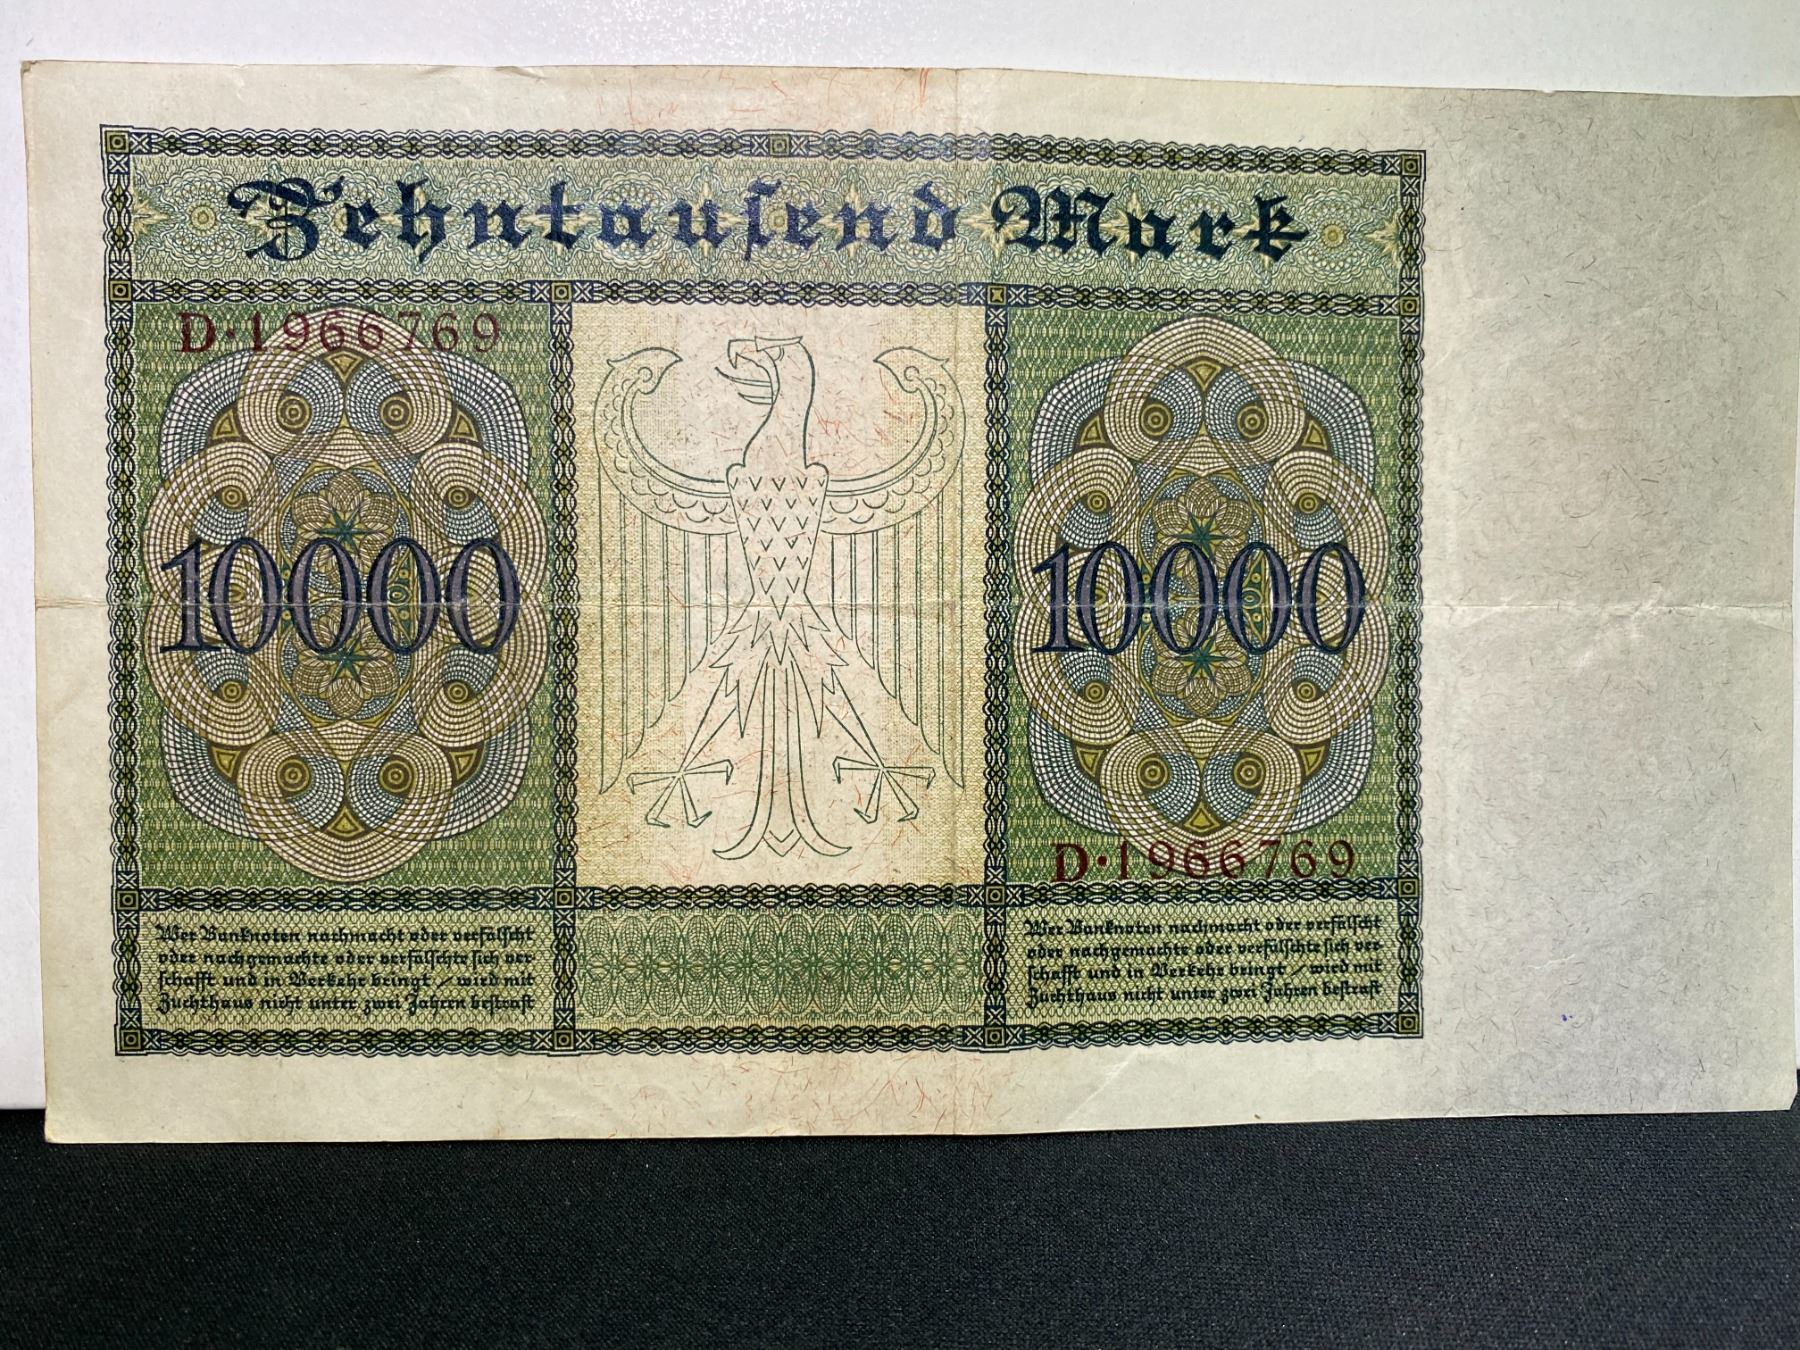 Zehntauſend Mark
D·1966769
10000
10000
D·1966769
Wer Banknoten nachmacht oder verfälſcht
oder nachgemachte oder verfälſchte ſich ver-
ſchafft und in Verkehr bringt / wird mit
Zuchthaus nicht unter zwei Jahren beſtraft
Wer Banknoten nachmacht oder verfälſcht
oder nachgemachte oder verfälſchte ſich ver-
ſchafft und in Verkehr bringt / wird mit
Zuchthaus nicht unter zwei Jahren beſtraft